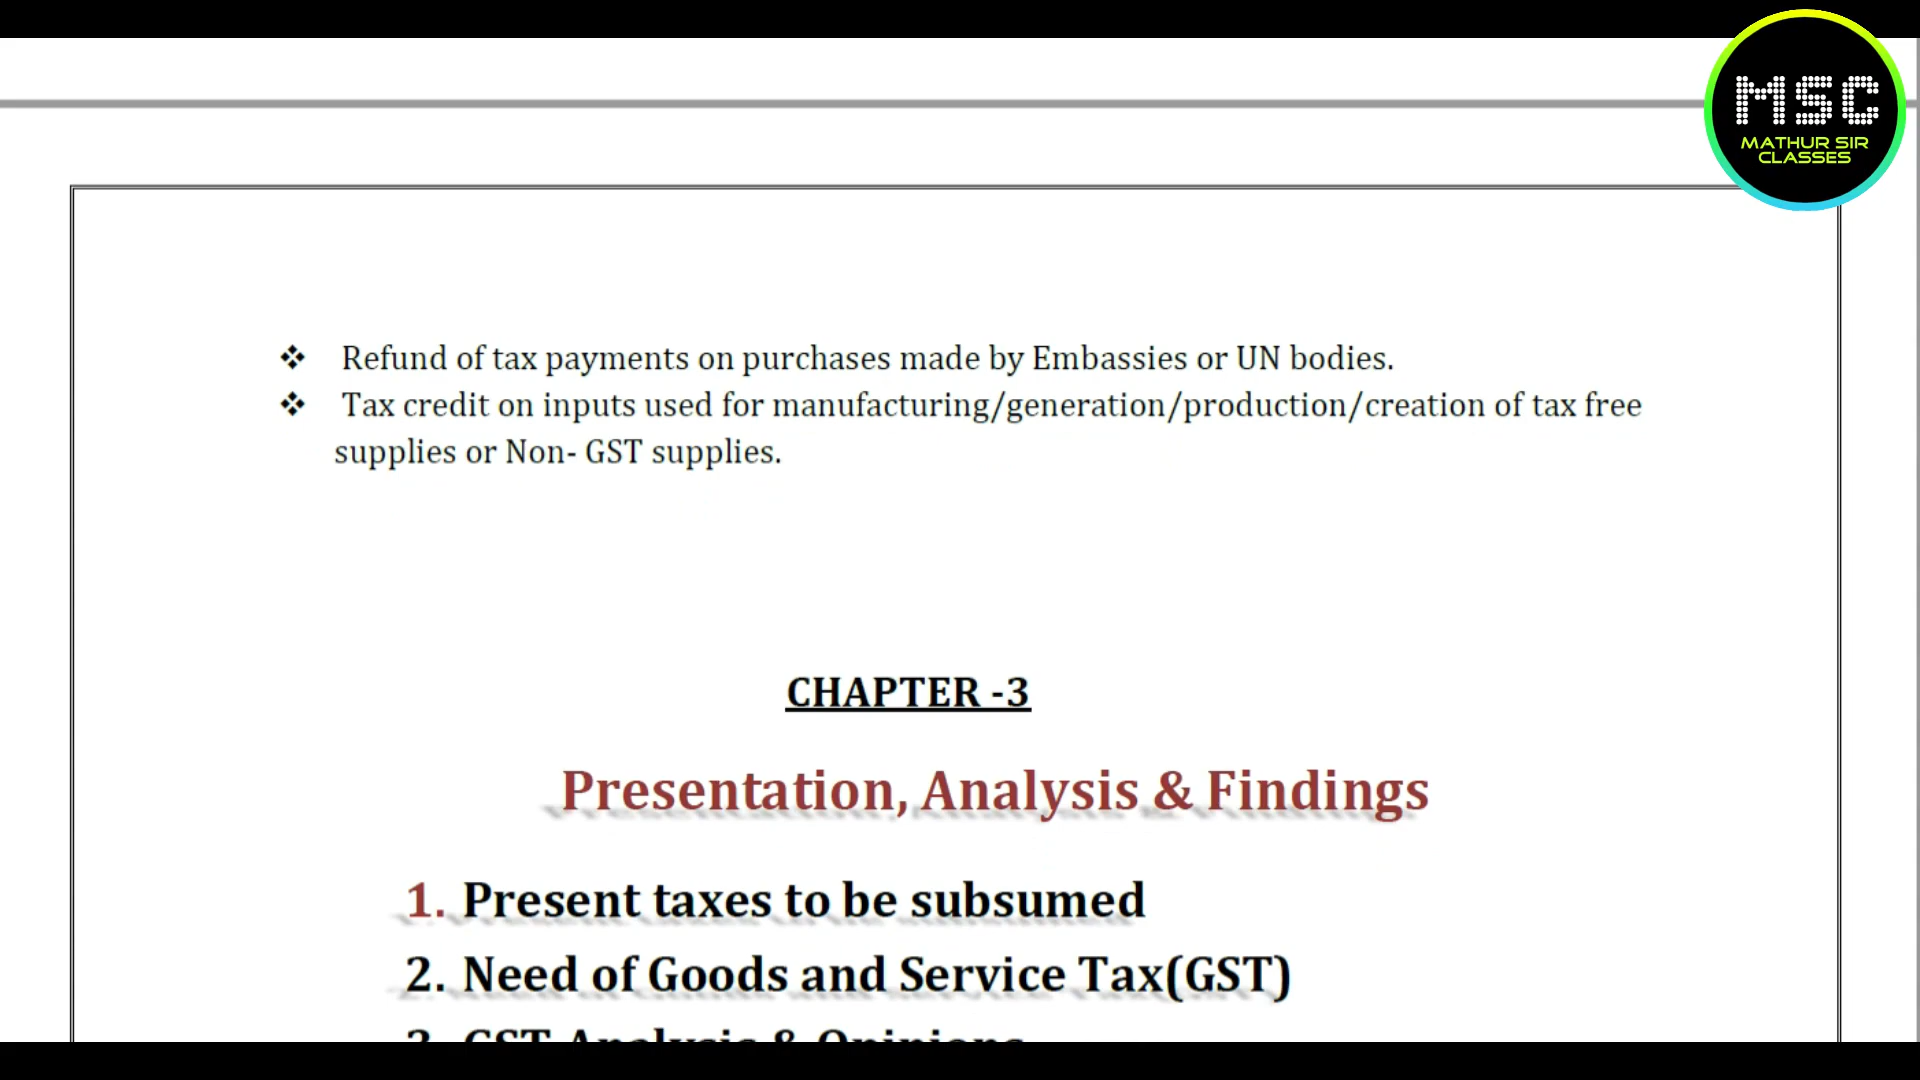 MSC
MATHUR SIR
CLASSES
❖ Refund of tax payments on purchases made by Embassies or UN bodies.
❖ Tax credit on inputs used for manufacturing/generation/production/creation of tax free
supplies or Non- GST supplies.
CHAPTER -3
Presentation, Analysis & Findings
1. Present taxes to be subsumed
2. Need of Goods and Service Tax(GST)
3. GST Analysis & Opinions